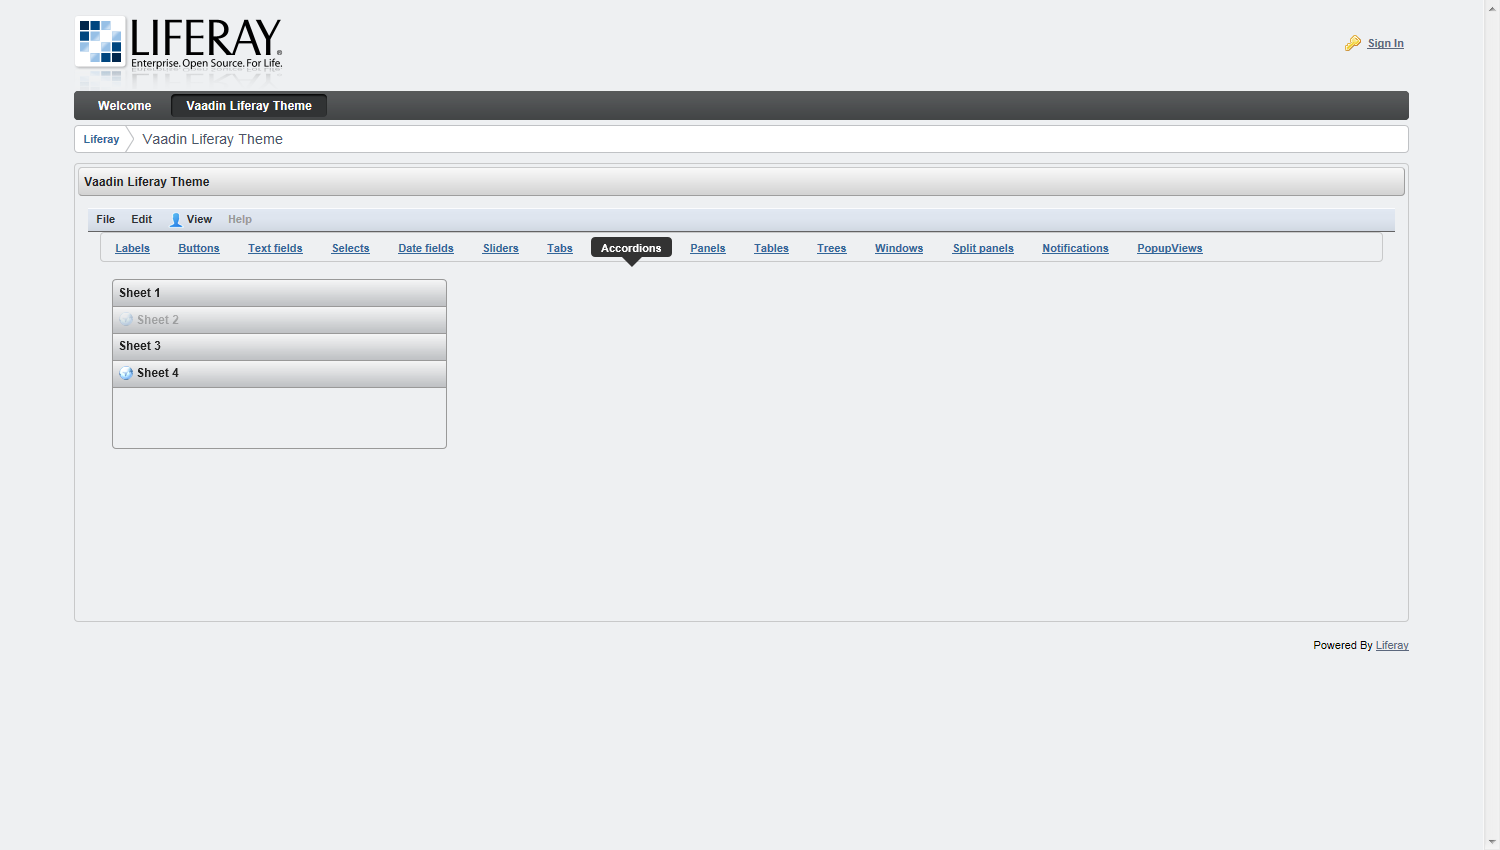 LIFERAY®
Enterprise. Open Source. For Life.
Sign In
Welcome Vaadin Liferay Theme
Liferay Vaadin Liferay Theme
Vaadin Liferay Theme
File Edit View Help
Labels Buttons Text fields Selects Date fields Sliders Tabs Accordions Panels Tables Trees Windows Split panels Notifications PopupViews
Sheet 1
Sheet 2
Sheet 3
Sheet 4
Powered By Liferay